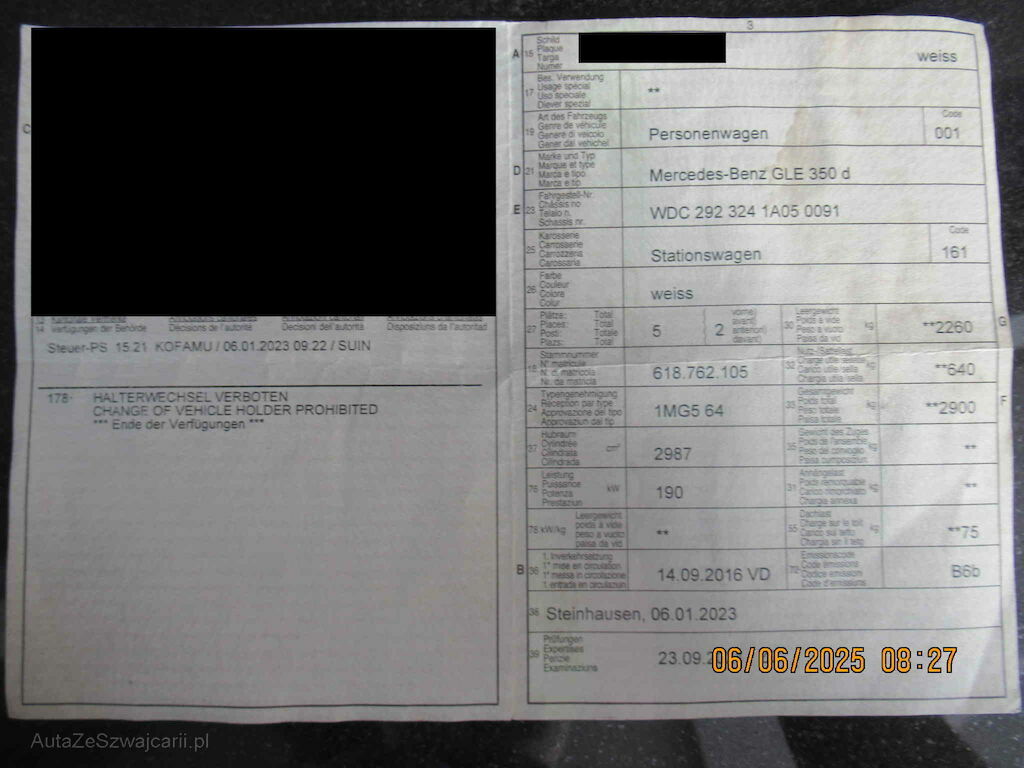 3
C
14 Verfügungen der Behörde Décisions de l'autorité Decisioni dell'autorità Disposiziuns da l'autoritad
Steuer-PS 15.21 KOFAMU / 06.01.2023 09:22 / SUIN
178 HALTERWECHSEL VERBOTEN
CHANGE OF VEHICLE HOLDER PROHIBITED
*** Ende der Verfügungen ***
A 15 Schild
Plaque
Targa
Numer
weiss
17 Bes. Verwendung
Usage spécial
Uso speciale
Diever spezial
**
19 Art des Fahrzeugs
Genre de véhicule
Genere di veicolo
Gener dal vehichel
Personenwagen
Code
001
D 21 Marke und Typ
Marque et type
Marca e tipo
Marca e tip
Mercedes-Benz GLE 350 d
E 23 Fahrgestell-Nr.
Châssis no
Telaio n.
Schassis nr.
WDC 292 324 1A05 0091
25 Karosserie
Carrosserie
Carrozzeria
Carossaria
Stationswagen
Code
161
26 Farbe
Couleur
Colore
Colur
weiss
27 Plätze: Total
Places: Total
Posti: Totale
Plazs: Total
5
vorne)
avant)
anteriori)
davant)
2
30 Leergewicht
Poids à vide
Peso a vuoto
Paisa da vid
kg
**2260
G
18 Stammnummer
N° matricule
N. di matricola
Nr. da matricla
618.762.105
32 Nutz-/Sattellast
Charge utile sellette
Carico utile/sella
Chargia utila/sella
kg
**640
24 Typengenehmigung
Réception par type
Approvazione del tipo
Approvaziun dal tip
1MG5 64
33 Gesamtgewicht
Poids total
Peso totale
Paisa totala
kg
**2900
F
37 Hubraum
Cylindrée
Cilindrata
Cilindrada
cm³
2987
35 Gewicht des Zuges
Poids de l'ensemble
Peso del convoglio
kg
**
76 Leistung
Puissance
Potenza
Prestaziun
kW
190
31 Anhängelast
Poids remorquable
Carico rimorchiato
Chargia annexa
kg
**
78 kW/kg
Leergewicht
poids à vide
peso a vuoto
paisa da vid
**
55 Dachlast
Charge sur le toit
Carico sul tetto
Chargia sin il tetg
kg
**75
B 36 1. Inverkehrsetzung
1re mise en circulation
1a messa in circolazione
1. entrada en circulaziun
14.09.2016 VD
72 Emissionscode
Code émissions
Codice emissioni
Code d'emissiuns
B6b
38 Steinhausen, 06.01.2023
39 Prüfungen
Expertises
Perizie
Examinaziuns
23.09.2
06/06/2025 08:27
AutaZeSzwajcarii.pl